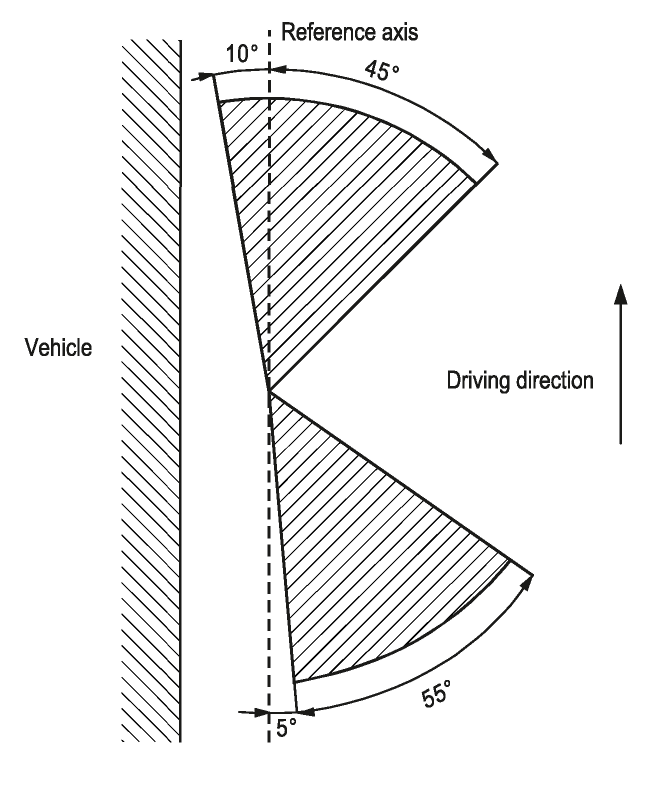 Reference axis
10°
45°
Vehicle
Driving direction
55°
5°